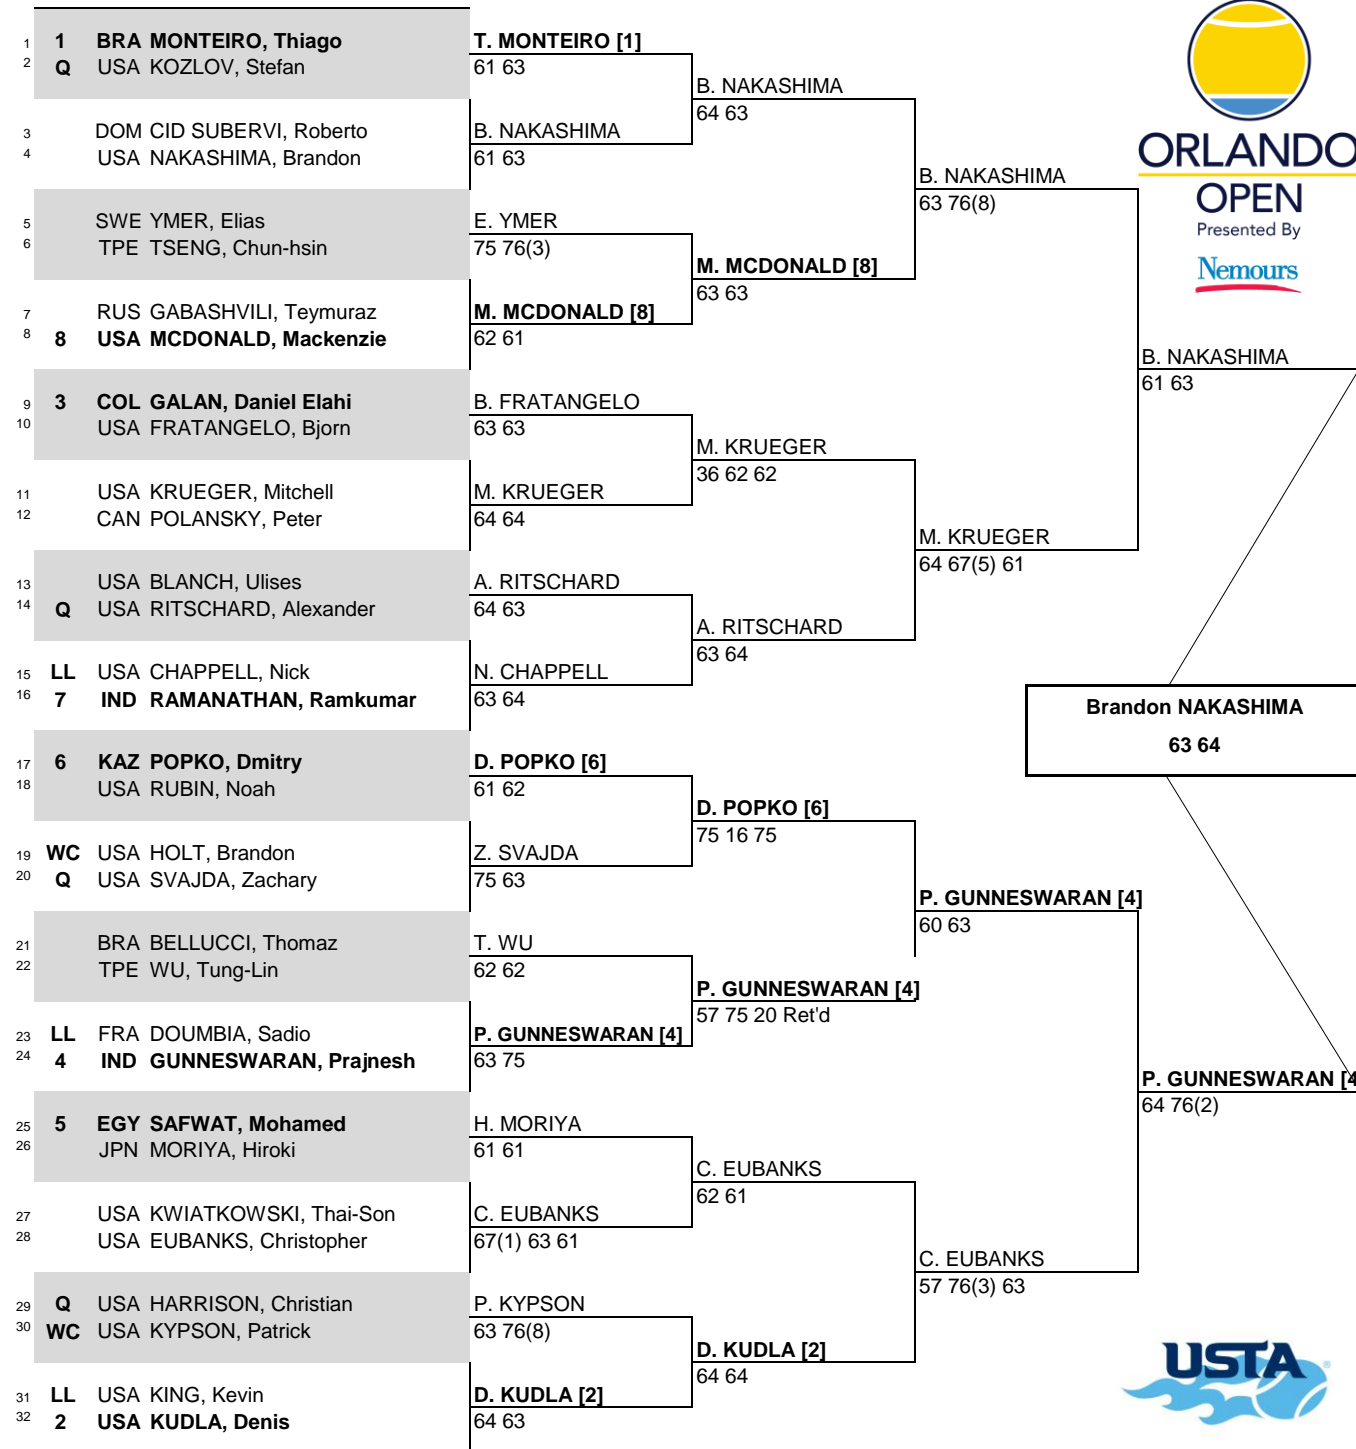 1 1 BRA MONTEIRO, Thiago
2 Q USA KOZLOV, Stefan
3 DOM CID SUBERVI, Roberto
4 USA NAKASHIMA, Brandon
5 SWE YMER, Elias
6 TPE TSENG, Chun-hsin
7 RUS GABASHVILI, Teymuraz
8 8 USA MCDONALD, Mackenzie
9 3 COL GALAN, Daniel Elahi
10 USA FRATANGELO, Bjorn
11 USA KRUEGER, Mitchell
12 CAN POLANSKY, Peter
13 USA BLANCH, Ulises
14 Q USA RITSCHARD, Alexander
15 LL USA CHAPPELL, Nick
16 7 IND RAMANATHAN, Ramkumar
17 6 KAZ POPKO, Dmitry
18 USA RUBIN, Noah
19 WC USA HOLT, Brandon
20 Q USA SVAJDA, Zachary
21 BRA BELLUCCI, Thomaz
22 TPE WU, Tung-Lin
23 LL FRA DOUMBIA, Sadio
24 4 IND GUNNESWARAN, Prajnesh
25 5 EGY SAFWAT, Mohamed
26 JPN MORIYA, Hiroki
27 USA KWIATKOWSKI, Thai-Son
28 USA EUBANKS, Christopher
29 Q USA HARRISON, Christian
30 WC USA KYPSON, Patrick
31 LL USA KING, Kevin
32 2 USA KUDLA, Denis
T. MONTEIRO [1]
61 63
B. NAKASHIMA
61 63
E. YMER
75 76(3)
M. MCDONALD [8]
62 61
B. FRATANGELO
63 63
M. KRUEGER
64 64
A. RITSCHARD
64 63
N. CHAPPELL
63 64
D. POPKO [6]
61 62
Z. SVAJDA
75 63
T. WU
62 62
P. GUNNESWARAN [4]
63 75
H. MORIYA
61 61
C. EUBANKS
67(1) 63 61
P. KYPSON
63 76(8)
D. KUDLA [2]
64 63
B. NAKASHIMA
64 63
M. MCDONALD [8]
63 63
M. KRUEGER
36 62 62
A. RITSCHARD
63 64
D. POPKO [6]
75 16 75
P. GUNNESWARAN [4]
57 75 20 Ret'd
C. EUBANKS
62 61
D. KUDLA [2]
64 64
B. NAKASHIMA
63 76(8)
M. KRUEGER
64 67(5) 61
P. GUNNESWARAN [4]
60 63
C. EUBANKS
57 76(3) 63
B. NAKASHIMA
61 63
P. GUNNESWARAN [4
64 76(2)
Brandon NAKASHIMA
63 64
ORLANDO
OPEN
Presented By
Nemours
USTA